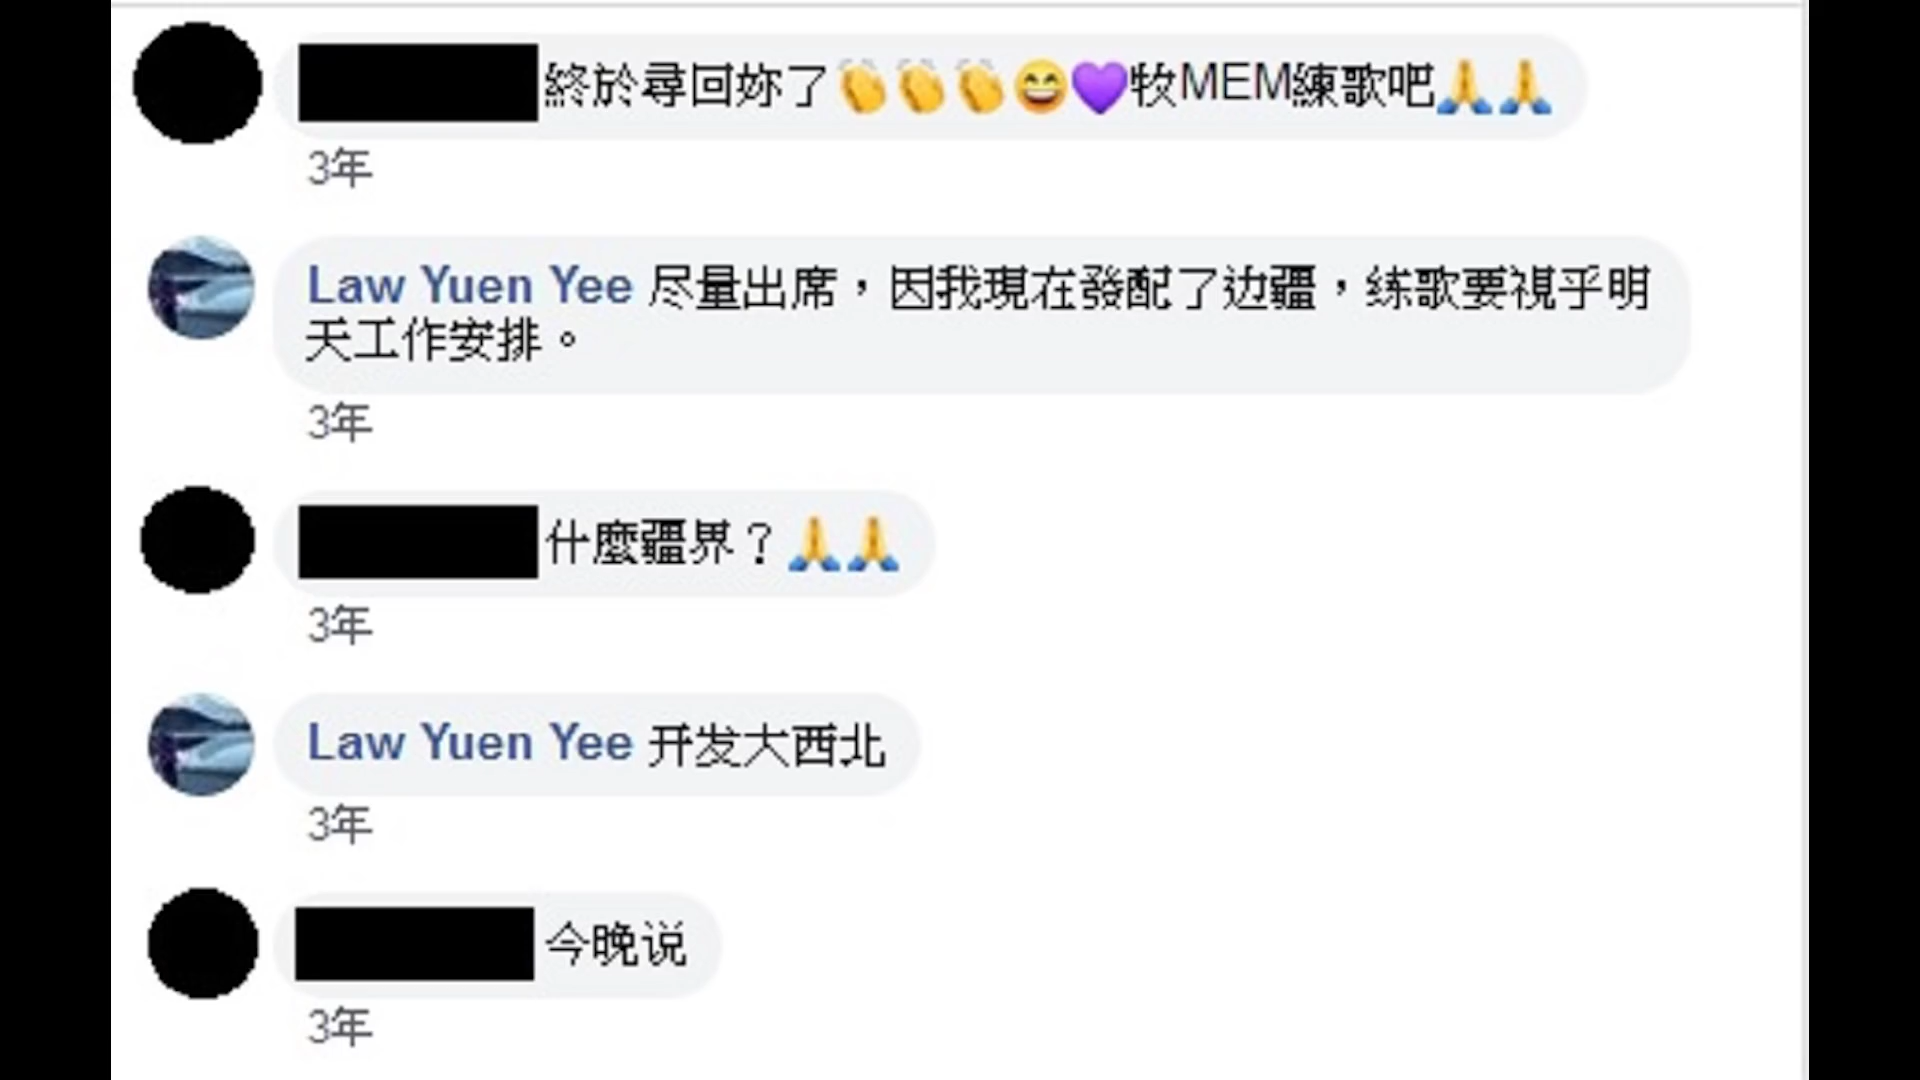 終於尋回妳了👏👏👏😄💜牧MEM練歌吧🙏🙏
3年
Law Yuen Yee 尽量出席，因我現在發配了边疆，练歌要視乎明
天工作安排。
3年
什麼疆界？🙏🙏
3年
Law Yuen Yee 开发大西北
3年
今晚说
3年